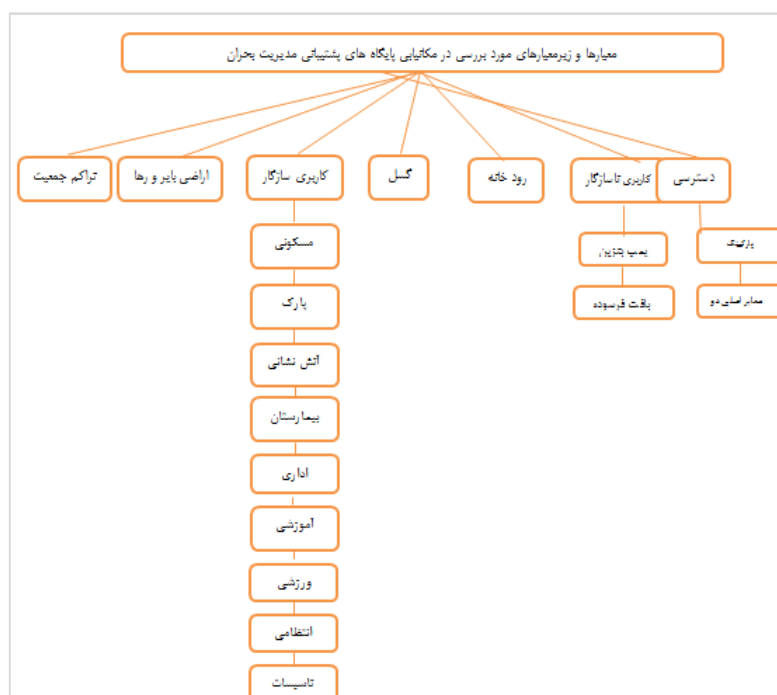 معیارها و زیرمعیارهای مورد بررسی در مکانیابی پایگاه های پشتیبانی مدیریت بحران
دسترسی
کاربری ناسازگار
رود خانه
گسل
کاربری سازگار
اراضی بایر و رها
تراکم جمعیت
پارکینگ
معابر اصلی دو
پمپ بنزین
بافت فرسوده
مسکونی
پارک
آتش نشانی
بیمارستان
اداری
آموزشی
ورزشی
انتظامی
تاسیسات